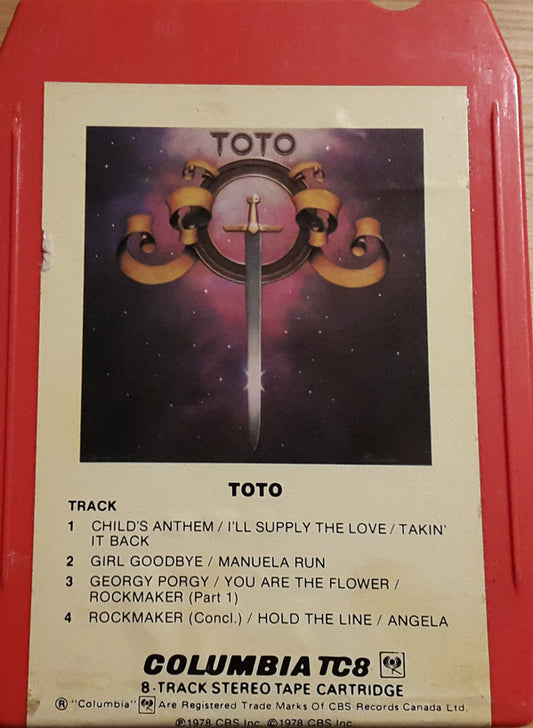 TOTO
TOTO
TRACK
1 CHILD'S ANTHEM / I'LL SUPPLY THE LOVE / TAKIN'
IT BACK
2 GIRL GOODBYE / MANUELA RUN
3 GEORGY PORGY / YOU ARE THE FLOWER /
ROCKMAKER (Part 1)
4 ROCKMAKER (Concl.) / HOLD THE LINE / ANGELA
COLUMBIA TC8
8-TRACK STEREO TAPE CARTRIDGE
® "Columbia" Are Registered Trade Marks Of CBS Records Canada Ltd.
℗1978 CBS Inc. ©1978 CBS Inc.